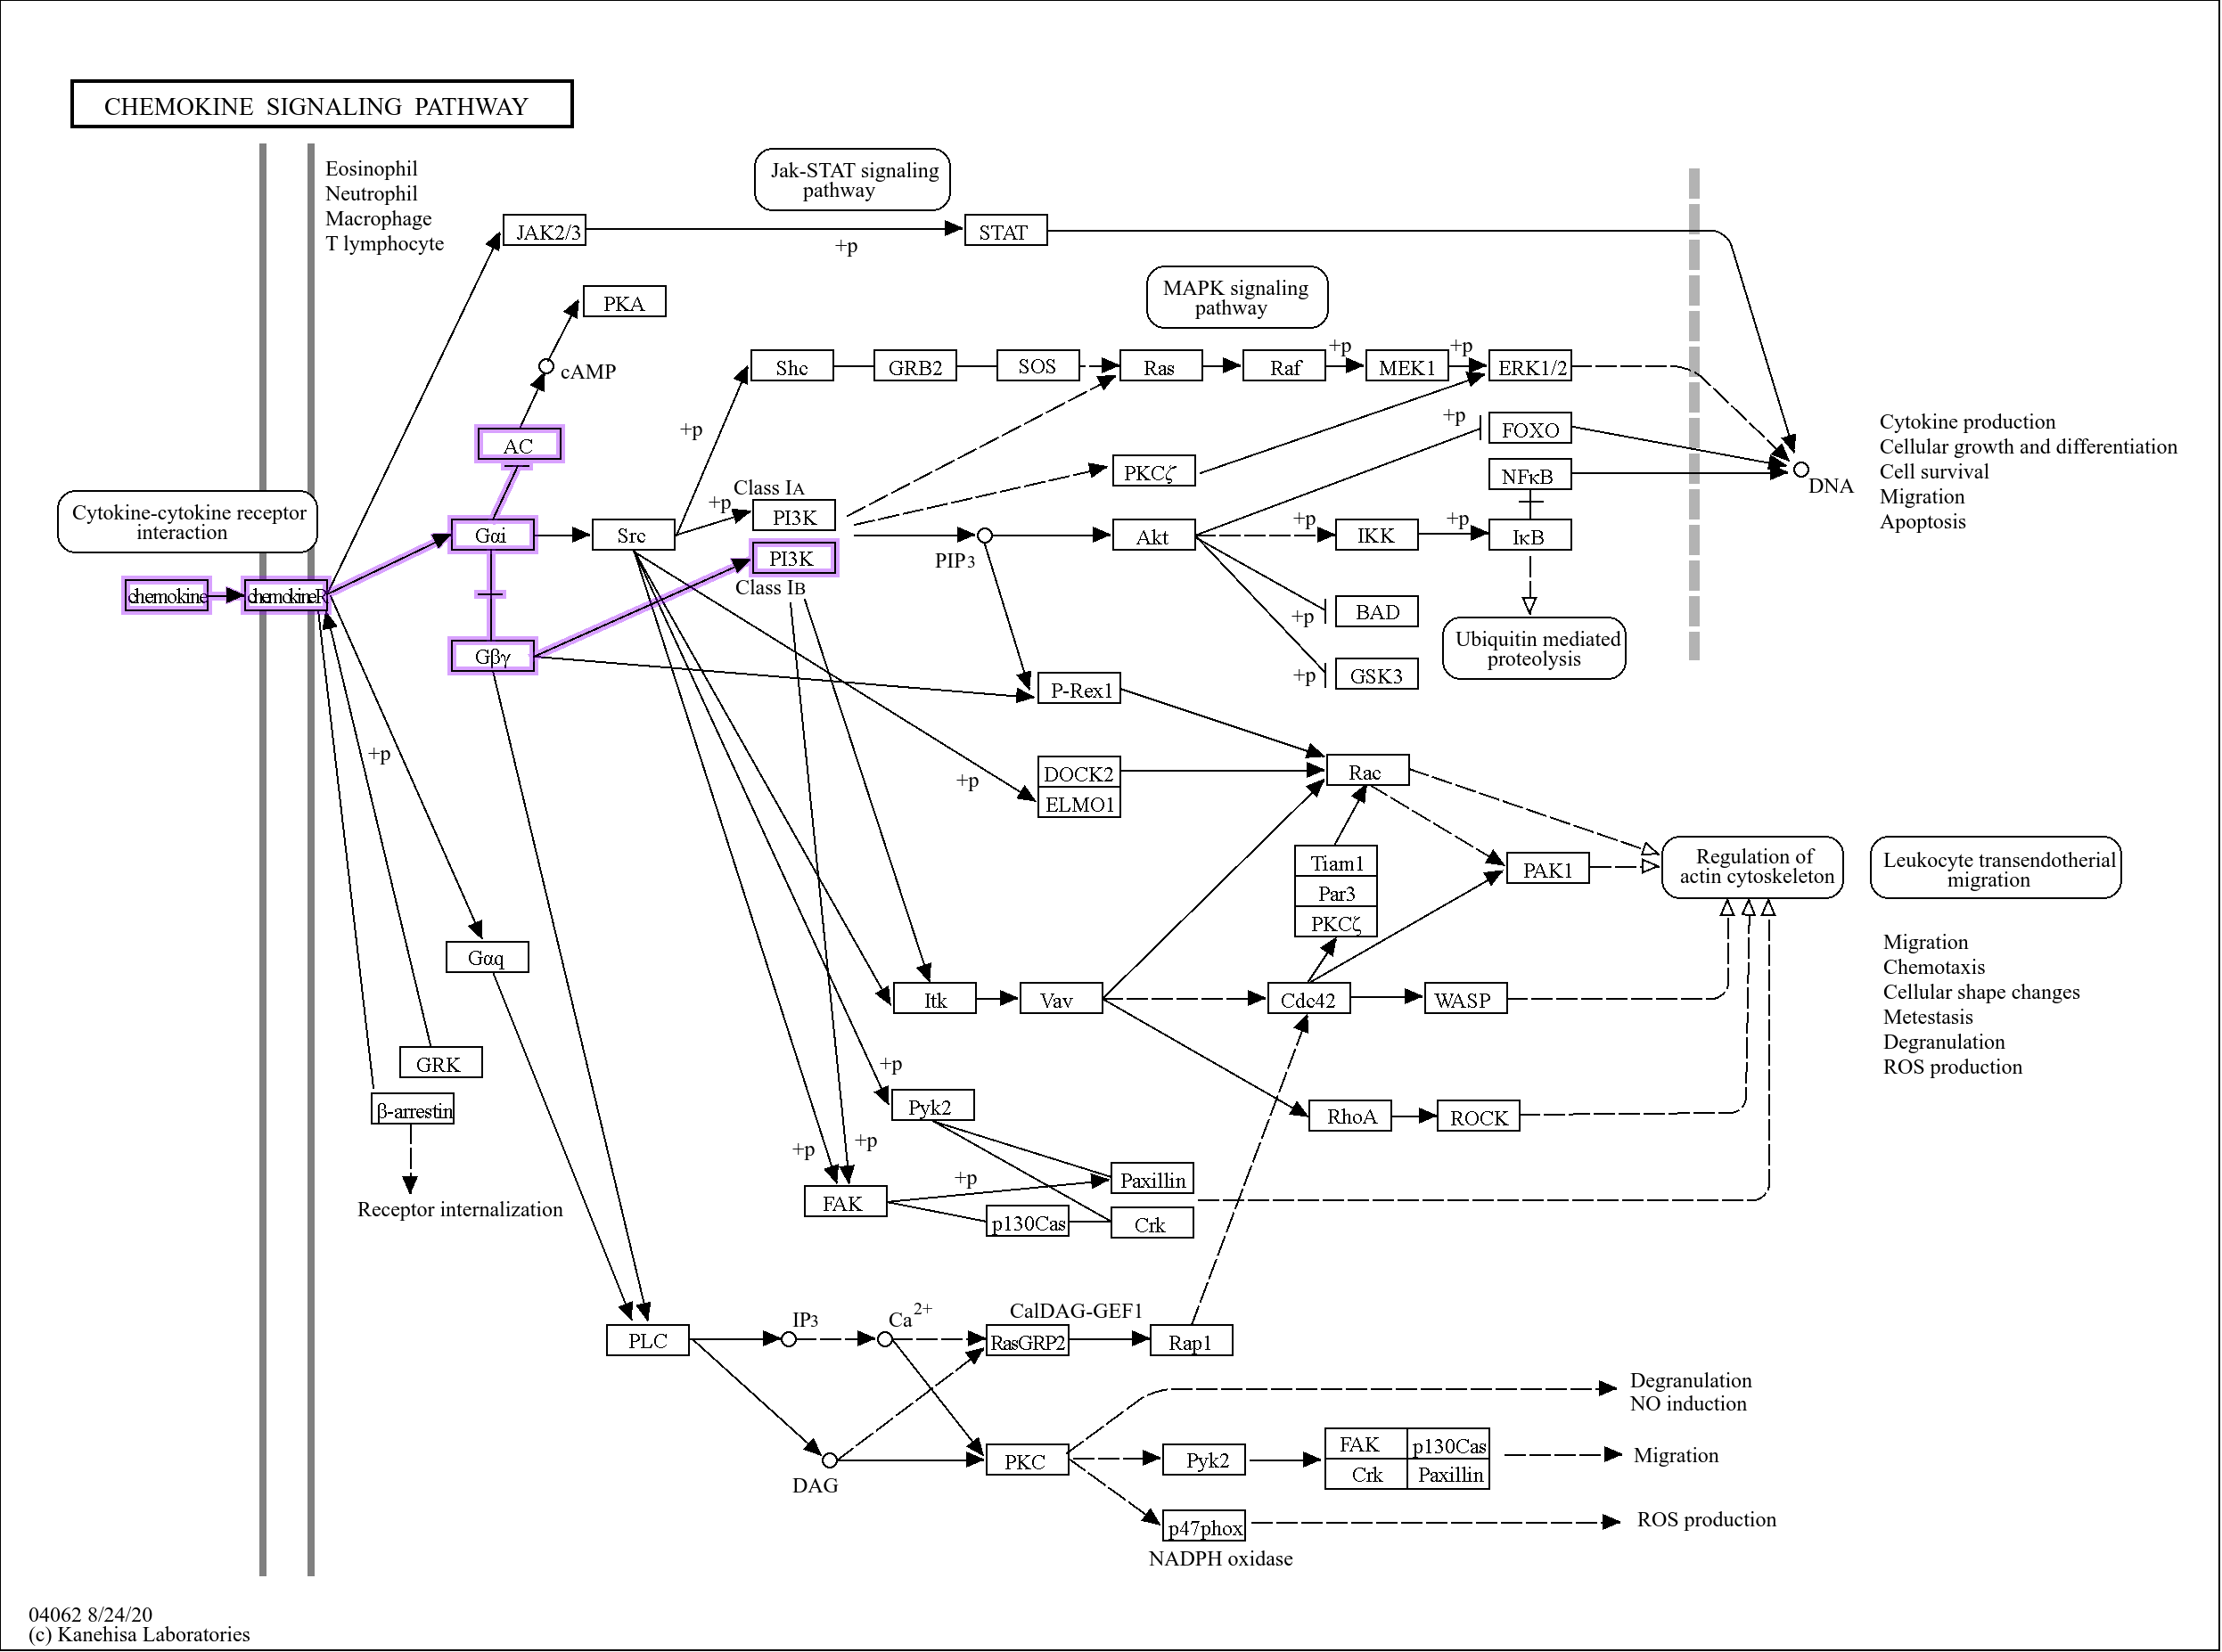 CHEMOKINE SIGNALING PATHWAY
Eosinophil
Neutrophil
Macrophage
T lymphocyte
Jak-STAT signaling
pathway
JAK2/3
+p
STAT
PKA
cAMP
MAPK signaling
pathway
Shc
GRB2
SOS
Ras
Raf
+p
MEK1
+p
ERK1/2
AC
+p
+p
FOXO
Cytokine production
Cellular growth and differentiation
Cell survival
Migration
Apoptosis
PKCζ
NFκB
DNA
Class IA
+p
PI3K
Cytokine-cytokine receptor
interaction
Gαi
Src
PIP3
Akt
+p
IKK
+p
IκB
PI3K
Class IB
chemokine
chemokineR
+p
BAD
Ubiquitin mediated
proteolysis
Gβγ
+p
GSK3
P-Rex1
+p
+p
DOCK2
ELMO1
Rac
Tiam1
Par3
PKCζ
PAK1
Regulation of
actin cytoskeleton
Leukocyte transendotherial
migration
Migration
Chemotaxis
Cellular shape changes
Metestasis
Degranulation
ROS production
Gαq
Itk
Vav
Cdc42
WASP
GRK
+p
β-arrestin
Pyk2
RhoA
ROCK
+p
+p
Receptor internalization
FAK
+p
Paxillin
p130Cas
Crk
PLC
IP3
Ca2+
CalDAG-GEF1
RasGRP2
Rap1
Degranulation
NO induction
DAG
PKC
Pyk2
FAK
p130Cas
Crk
Paxillin
Migration
p47phox
ROS production
NADPH oxidase
04062 8/24/20
(c) Kanehisa Laboratories